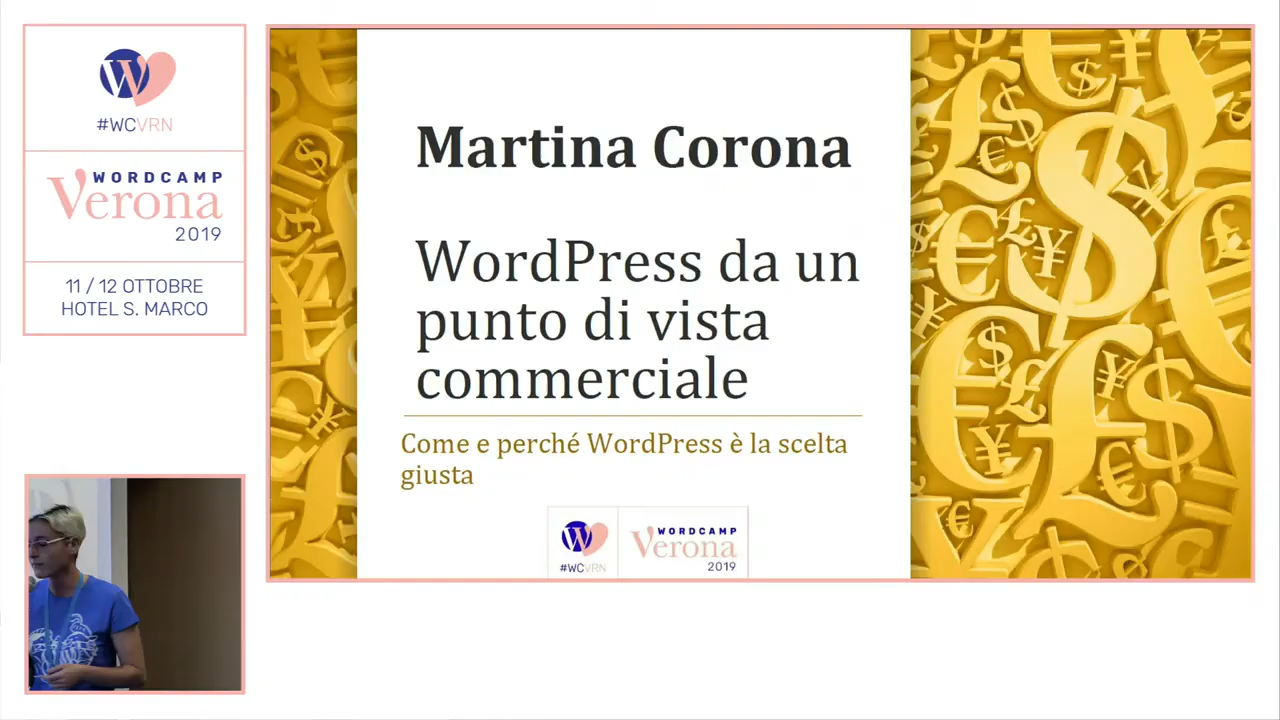 #WCVRN
WORDCAMP
Verona
2019
11 / 12 OTTOBRE
HOTEL S. MARCO
Martina Corona
WordPress da un
punto di vista
commerciale
Come e perché WordPress è la scelta
giusta
#WCVRN
WORDCAMP
Verona
2019